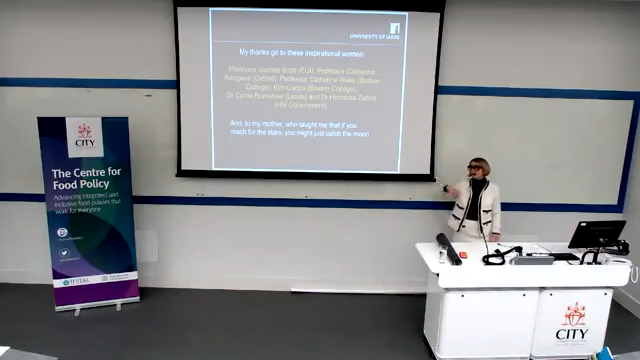 UNIVERSITY OF LEEDS
My thanks go to these inspirational women:
Professor Joanne Scott (EUI), Professor Catherine
Redgwell (Oxford), Professor Catharine Wells (Boston
College), Kim Garcia (Boston College),
Dr Carrie Bradshaw (Leeds) and Dr Henrietta
(HM Government)
And, to my mother, who taught me that if you
reach for the stars, you might just catch the moon
CITY
The Centre for
Food Policy
Advancing integrated and
inclusive food policies that
work for everyone
CITY